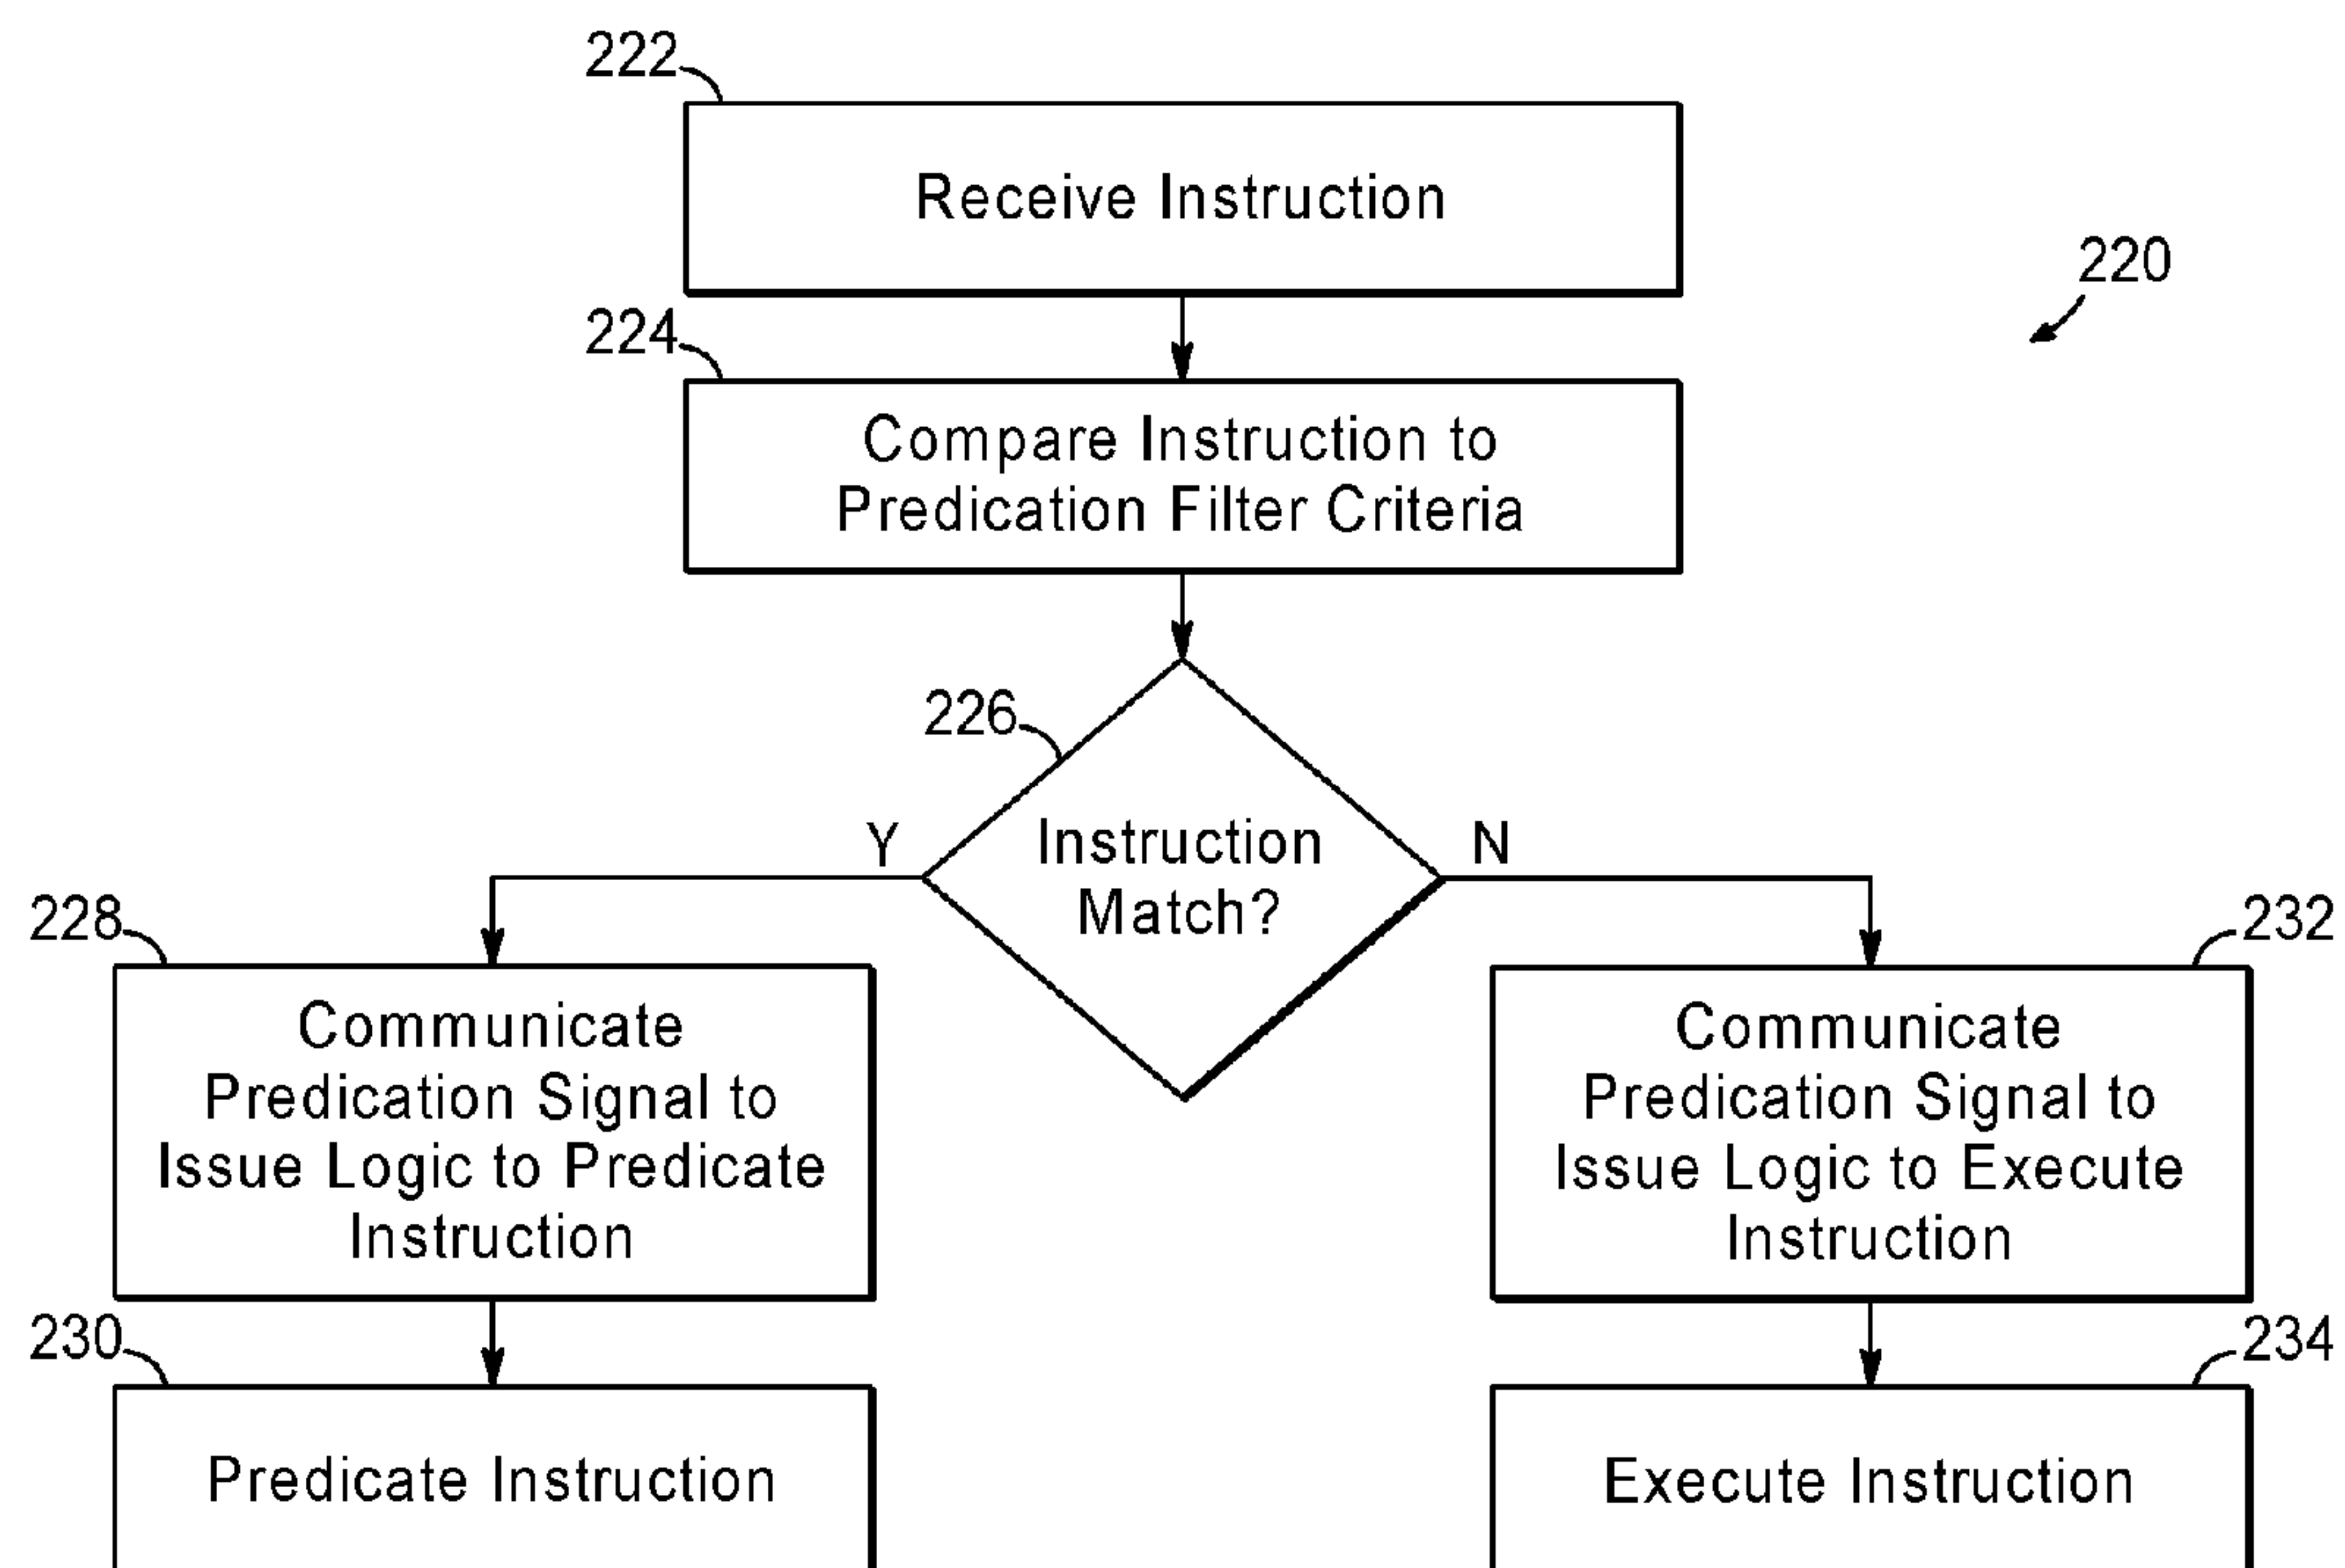 222
Receive Instruction
220
224
Compare Instruction to
Predication Filter Criteria
226
Instruction
Match?
Y
N
228
Communicate
Predication Signal to
Issue Logic to Predicate
Instruction
232
Communicate
Predication Signal to
Issue Logic to Execute
Instruction
230
Predicate Instruction
234
Execute Instruction